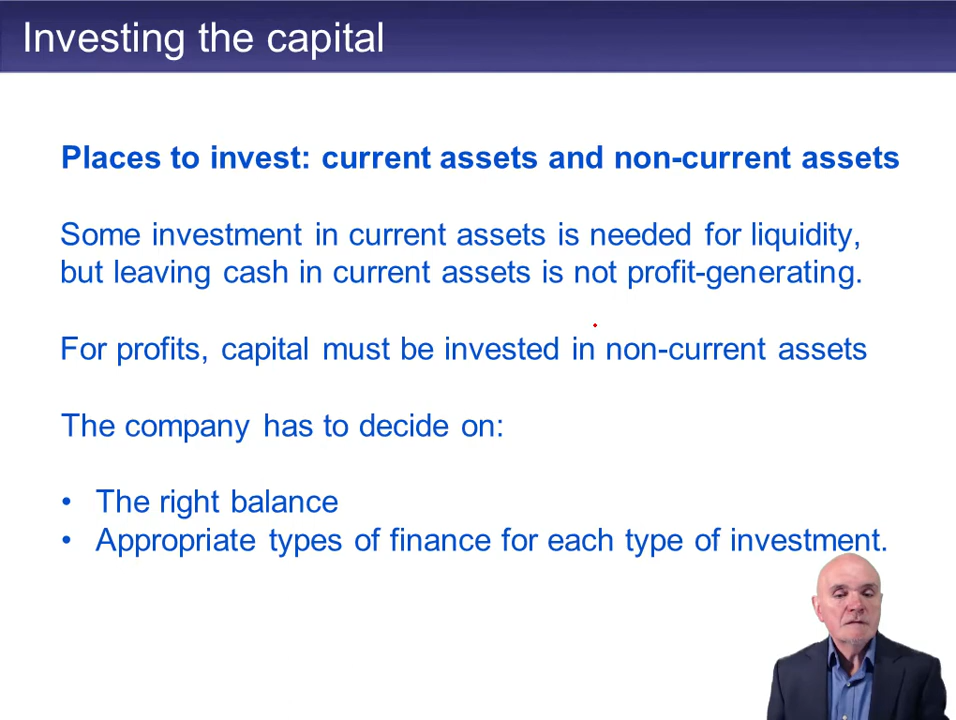 Investing the capital
Places to invest: current assets and non-current assets
Some investment in current assets is needed for liquidity,
but leaving cash in current assets is not profit-generating.
For profits, capital must be invested in non-current assets
The company has to decide on:
• The right balance
• Appropriate types of finance for each type of investment.